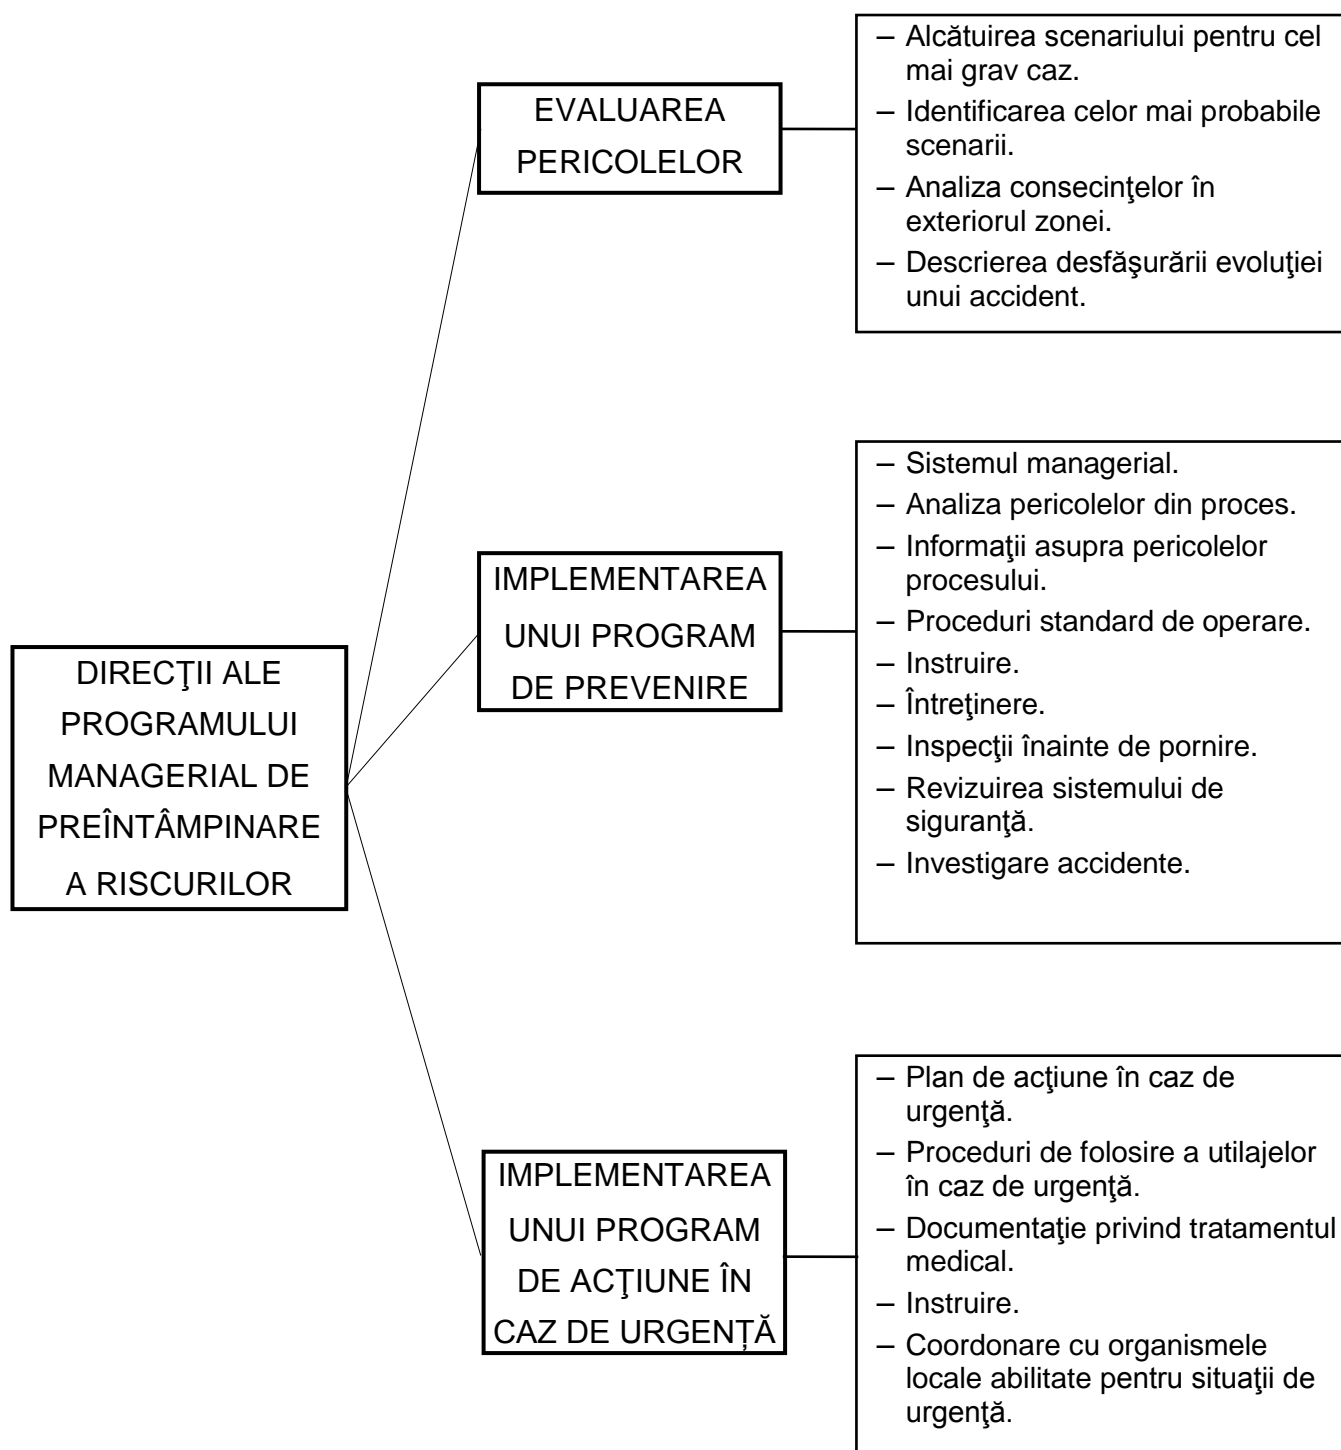 DIRECŢII ALE
PROGRAMULUI
MANAGERIAL DE
PREÎNTÂMPINARE
A RISCURILOR
EVALUAREA
PERICOLELOR
– Alcătuirea scenariului pentru cel
mai grav caz.
– Identificarea celor mai probabile
scenarii.
– Analiza consecinţelor în
exteriorul zonei.
– Descrierea desfăşurării evoluţiei
unui accident.
IMPLEMENTAREA
UNUI PROGRAM
DE PREVENIRE
– Sistemul managerial.
– Analiza pericolelor din proces.
– Informaţii asupra pericolelor
procesului.
– Proceduri standard de operare.
– Instruire.
– Întreţinere.
– Inspecţii înainte de pornire.
– Revizuirea sistemului de
siguranţă.
– Investigare accidente.
IMPLEMENTAREA
UNUI PROGRAM
DE ACŢIUNE ÎN
CAZ DE URGENȚĂ
– Plan de acţiune în caz de
urgenţă.
– Proceduri de folosire a utilajelor
în caz de urgenţă.
– Documentaţie privind tratamentul
medical.
– Instruire.
– Coordonare cu organismele
locale abilitate pentru situaţii de
urgenţă.